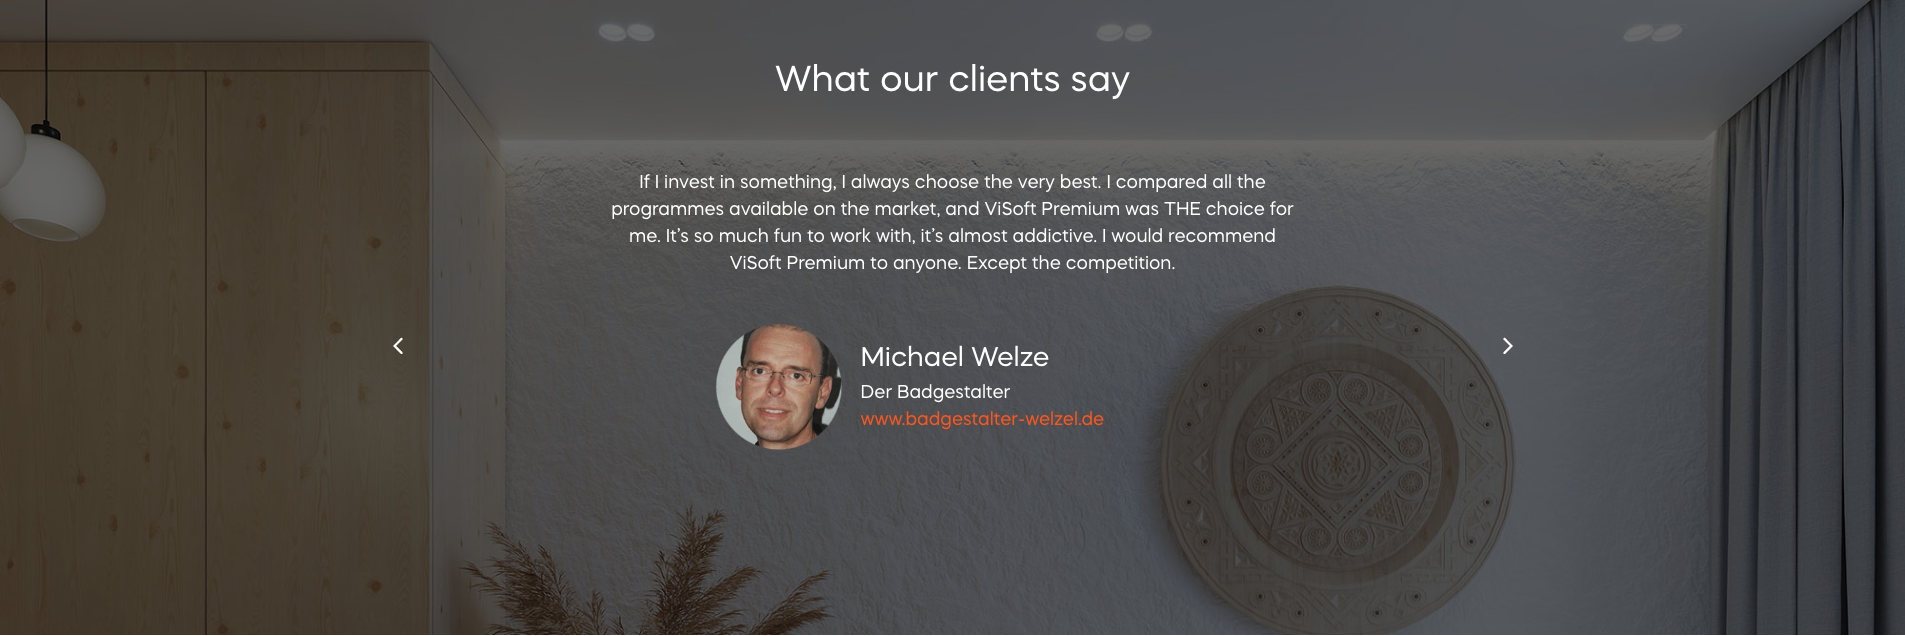 What our clients say
If I invest in something, I always choose the very best. I compared all the
programmes available on the market, and ViSoft Premium was THE choice for
me. It's so much fun to work with, it's almost addictive. I would recommend
ViSoft Premium to anyone. Except the competition.
Michael Welze
Der Badgestalter
www.badgestalter-welzel.de